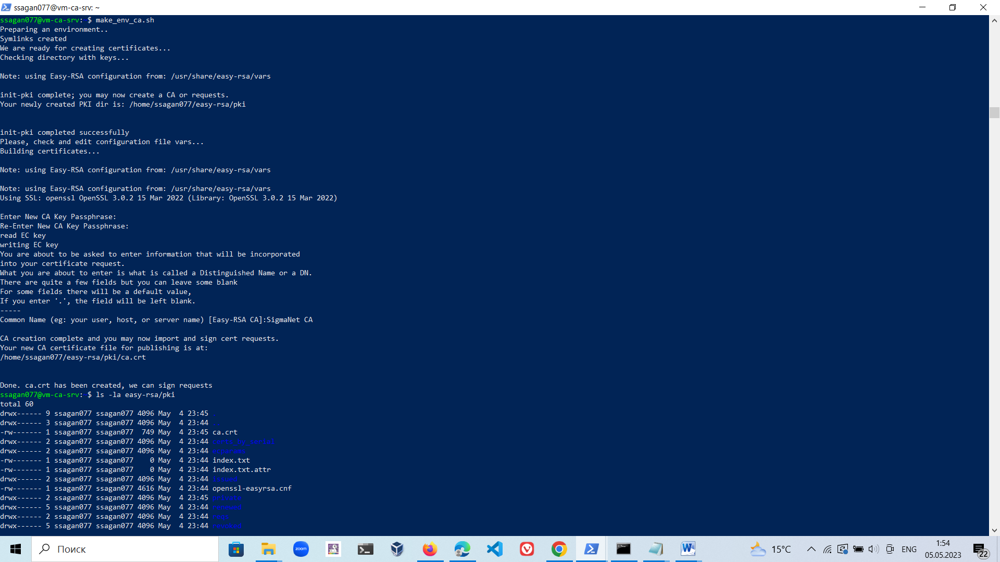 ssagan077@vm-ca-srv: ~
ssagan077@vm-ca-srv: $ make_env_ca.sh
Preparing an environment..
Symlinks created
We are ready for creating certificates...
Checking directory with keys...
Note: using Easy-RSA configuration from: /usr/share/easy-rsa/vars
init-pki complete; you may now create a CA or requests.
Your newly created PKI dir is: /home/ssagan077/easy-rsa/pki
init-pki completed successfully
Please, check and edit configuration file vars...
Building certificates...
Note: using Easy-RSA configuration from: /usr/share/easy-rsa/vars
Note: using Easy-RSA configuration from: /usr/share/easy-rsa/vars
Using SSL: openssl OpenSSL 3.0.2 15 Mar 2022 (Library: OpenSSL 3.0.2 15 Mar 2022)
Enter New CA Key Passphrase:
Re-Enter New CA Key Passphrase:
read EC key
writing EC key
You are about to be asked to enter information that will be incorporated
into your certificate request.
What you are about to enter is what is called a Distinguished Name or a DN.
There are quite a few fields but you can leave some blank
For some fields there will be a default value,
If you enter '.', the field will be left blank.
-----
Common Name (eg: your user, host, or server name) [Easy-RSA CA]:SigmaNet CA
CA creation complete and you may now import and sign cert requests.
Your new CA certificate file for publishing is at:
/home/ssagan077/easy-rsa/pki/ca.crt
Done. ca.crt has been created, we can sign requests
ssagan077@vm-ca-srv: $ ls -la easy-rsa/pki
total 60
drwx------ 9 ssagan077 ssagan077 4096 May  4 23:45 .
drwx------ 3 ssagan077 ssagan077 4096 May  4 23:44 ..
-rw------- 1 ssagan077 ssagan077  749 May  4 23:45 ca.crt
drwx------ 2 ssagan077 ssagan077 4096 May  4 23:44 certs_by_serial
drwx------ 2 ssagan077 ssagan077 4096 May  4 23:44 ecparams
-rw------- 1 ssagan077 ssagan077    0 May  4 23:44 index.txt
-rw------- 1 ssagan077 ssagan077    0 May  4 23:44 index.txt.attr
drwx------ 2 ssagan077 ssagan077 4096 May  4 23:44 issued
-rw------- 1 ssagan077 ssagan077 4616 May  4 23:44 openssl-easyrsa.cnf
drwx------ 2 ssagan077 ssagan077 4096 May  4 23:45 private
drwx------ 5 ssagan077 ssagan077 4096 May  4 23:44 renewed
drwx------ 2 ssagan077 ssagan077 4096 May  4 23:44 reqs
drwx------ 5 ssagan077 ssagan077 4096 May  4 23:44 revoked
Поиск
zoom
15°C
ENG
1:54
05.05.2023
22